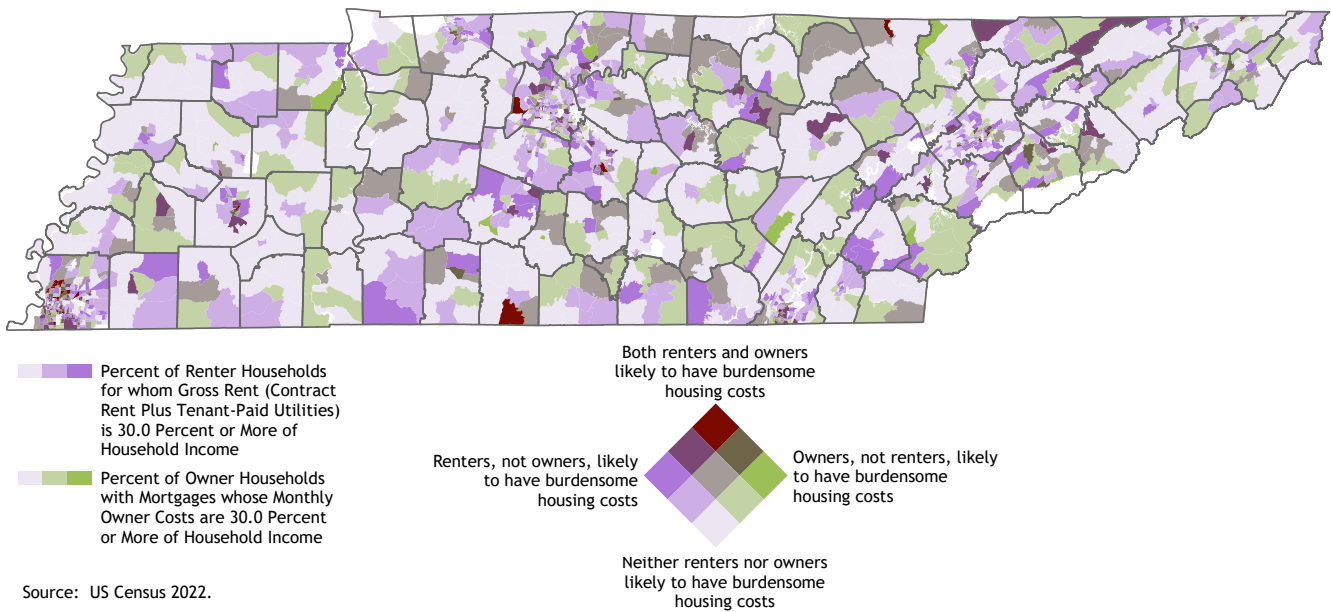 Percent of Renter Households
for whom Gross Rent (Contract
Rent Plus Tenant-Paid Utilities)
is 30.0 Percent or More of
Household Income
Percent of Owner Households
with Mortgages whose Monthly
Owner Costs are 30.0 Percent
or More of Household Income
Source: US Census 2022.
Both renters and owners
likely to have burdensome
housing costs
Renters, not owners, likely
to have burdensome
housing costs
Owners, not renters, likely
to have burdensome
housing costs
Neither renters nor owners
likely to have burdensome
housing costs